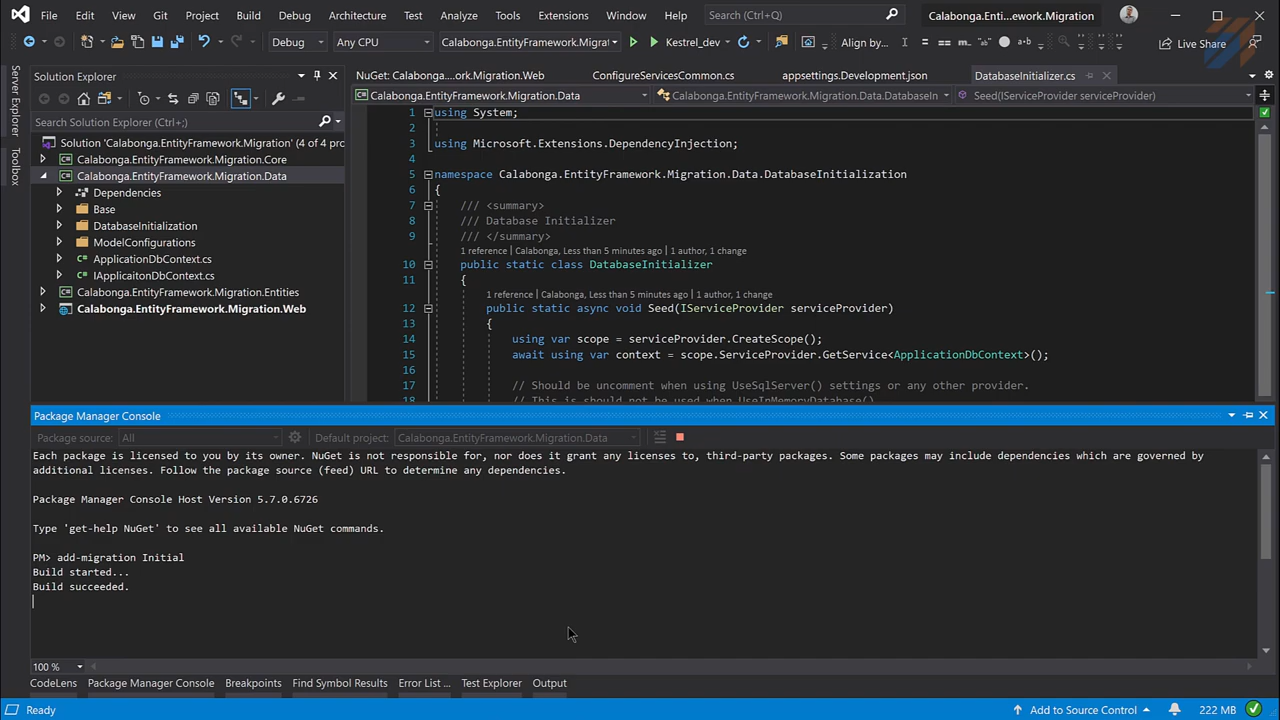 File Edit View Git Project Build Debug Architecture Test Analyze Tools Extensions Window Help Search (Ctrl+Q) Calabonga.Enti...ework.Migration
Debug Any CPU Calabonga.EntityFramework.Migrat Kestrel_dev Align by... Live Share
Server Explorer
Toolbox
Solution Explorer
Search Solution Explorer (Ctrl+;)
Solution 'Calabonga.EntityFramework.Migration' (4 of 4 pro
Calabonga.EntityFramework.Migration.Core
Calabonga.EntityFramework.Migration.Data
Dependencies
Base
DatabaseInitialization
ModelConfigurations
ApplicationDbContext.cs
IApplicaitonDbContext.cs
Calabonga.EntityFramework.Migration.Entities
Calabonga.EntityFramework.Migration.Web
NuGet: Calabonga....ork.Migration.Web ConfigureServicesCommon.cs appsettings.Development.json DatabaseInitializer.cs
Calabonga.EntityFramework.Migration.Data Calabonga.EntityFramework.Migration.Data.DatabaseIn Seed(IServiceProvider serviceProvider)
1 using System;
2
3 using Microsoft.Extensions.DependencyInjection;
4
5 namespace Calabonga.EntityFramework.Migration.Data.DatabaseInitialization
6 {
7 /// <summary>
8 /// Database Initializer
9 /// </summary>
1 reference | Calabonga, Less than 5 minutes ago | 1 author, 1 change
10 public static class DatabaseInitializer
11 {
1 reference | Calabonga, Less than 5 minutes ago | 1 author, 1 change
12 public static async void Seed(IServiceProvider serviceProvider)
13 {
14 using var scope = serviceProvider.CreateScope();
15 await using var context = scope.ServiceProvider.GetService<ApplicationDbContext>();
16
17 // Should be uncomment when using UseSqlServer() settings or any other provider.
18 // This is should not be used when UseInMemoryDatabase()
Package Manager Console
Package source: All Default project: Calabonga.EntityFramework.Migration.Data
Each package is licensed to you by its owner. NuGet is not responsible for, nor does it grant any licenses to, third-party packages. Some packages may include dependencies which are governed by
additional licenses. Follow the package source (feed) URL to determine any dependencies.
Package Manager Console Host Version 5.7.0.6726
Type 'get-help NuGet' to see all available NuGet commands.
PM> add-migration Initial
Build started...
Build succeeded.
100 %
CodeLens Package Manager Console Breakpoints Find Symbol Results Error List ... Test Explorer Output
Ready Add to Source Control 222 MB